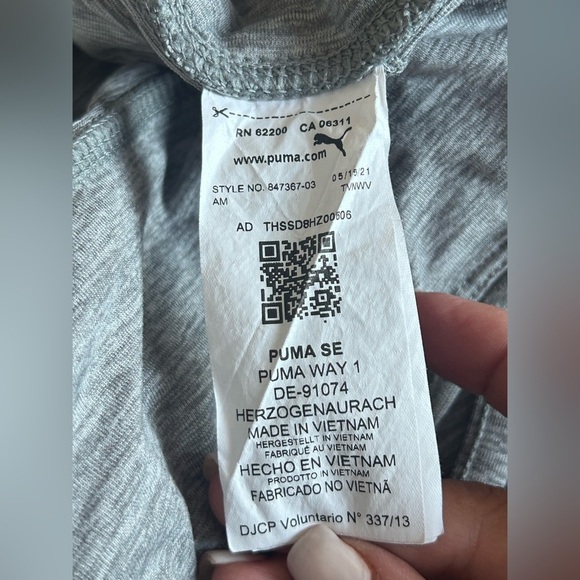 RN 62200 CA 06311
www.puma.com
STYLE NO. 847367-03 05/15/21
AM TVNWV
AD THSSD8HZ00606
PUMA SE
PUMA WAY 1
DE-91074
HERZOGENAURACH
MADE IN VIETNAM
HERGESTELLT IN VIETNAM
FABRIQUÉ AU VIETNAM
HECHO EN VIETNAM
PRODOTTO IN VIETNAM
FABRICADO NO VIETNÃ
DJCP Voluntario N° 337/13